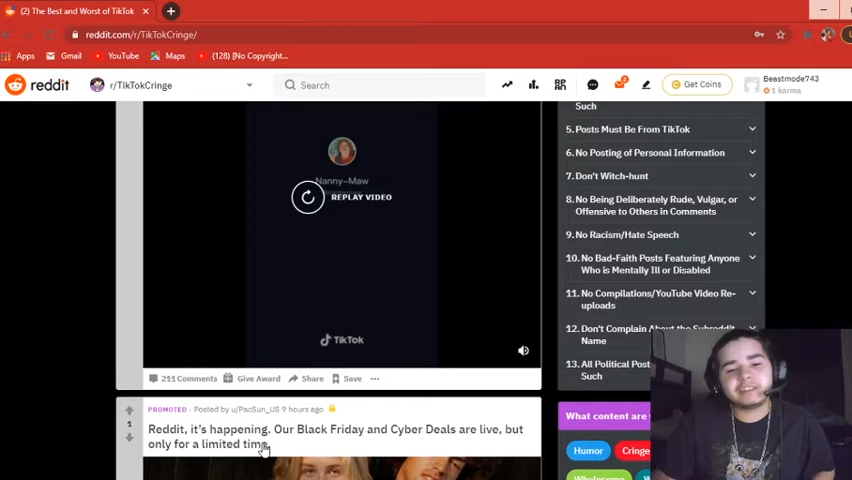 (2) The Best and Worst of TikTok
reddit.com/r/TikTokCringe/
Apps
Gmail
YouTube
Maps
(128) [No Copyright...
reddit
r/TikTokCringe
Search
2
Get Coins
Beastmode743
1 karma
Such
5. Posts Must Be From TikTok
6. No Posting of Personal Information
7. Don't Witch-hunt
8. No Being Deliberately Rude, Vulgar, or
Offensive to Others in Comments
9. No Racism/Hate Speech
10. No Bad-Faith Posts Featuring Anyone
Who is Mentally Ill or Disabled
11. No Compilations/YouTube Video Re-
uploads
12. Don't Complain About the Subreddit
Name
13. All Political Post
Such
Nanny-Maw
REPLAY VIDEO
TikTok
211 Comments
Give Award
Share
Save
PROMOTED · Posted by u/PacSun_US 9 hours ago
1
Reddit, it's happening. Our Black Friday and Cyber Deals are live, but
only for a limited time.
What content are
Humor
Cringe
Wholesome